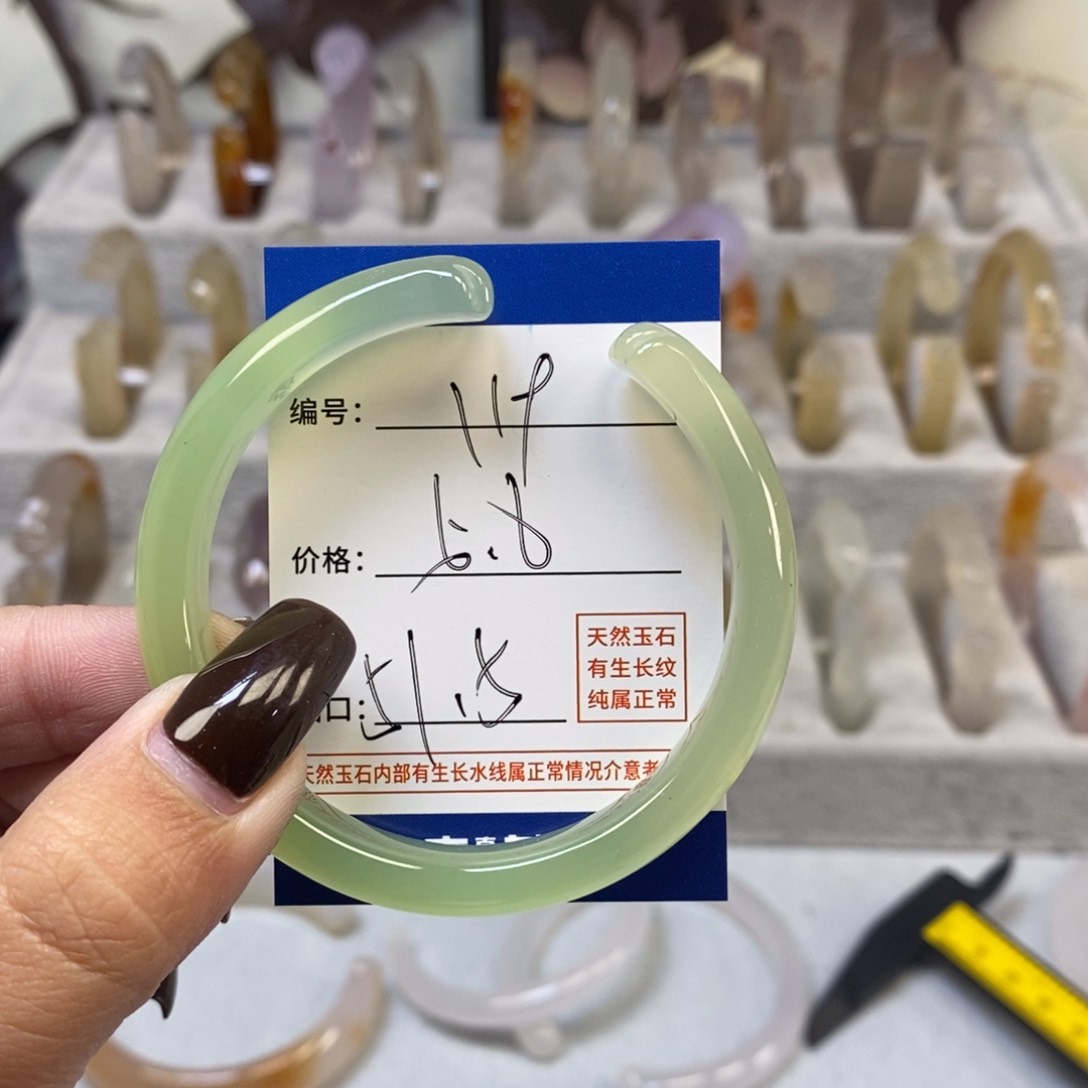 编号： 119
价格： 6.8
口： 51.8
天然玉石
有生长纹
纯属正常
天然玉石内部有生长水线属正常情况介意者